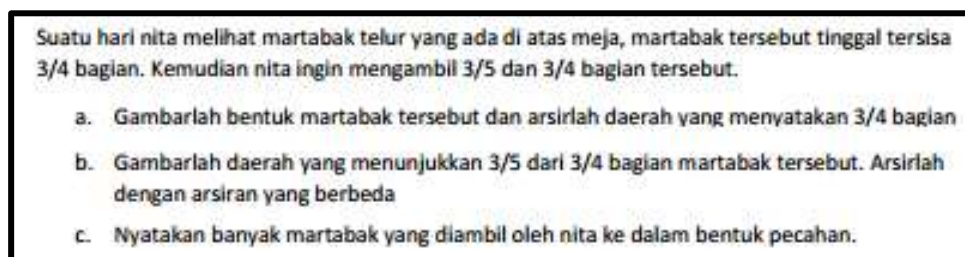 Suatu hari nita melihat martabak telur yang ada di atas meja, martabak tersebut tinggal tersisa
3/4 bagian. Kemudian nita ingin mengambil 3/5 dan 3/4 bagian tersebut.
a. Gambarlah bentuk martabak tersebut dan arsirlah daerah yang menyatakan 3/4 bagian
b. Gambarlah daerah yang menunjukkan 3/5 dari 3/4 bagian martabak tersebut. Arsirlah
dengan arsiran yang berbeda
c. Nyatakan banyak martabak yang diambil oleh nita ke dalam bentuk pecahan.